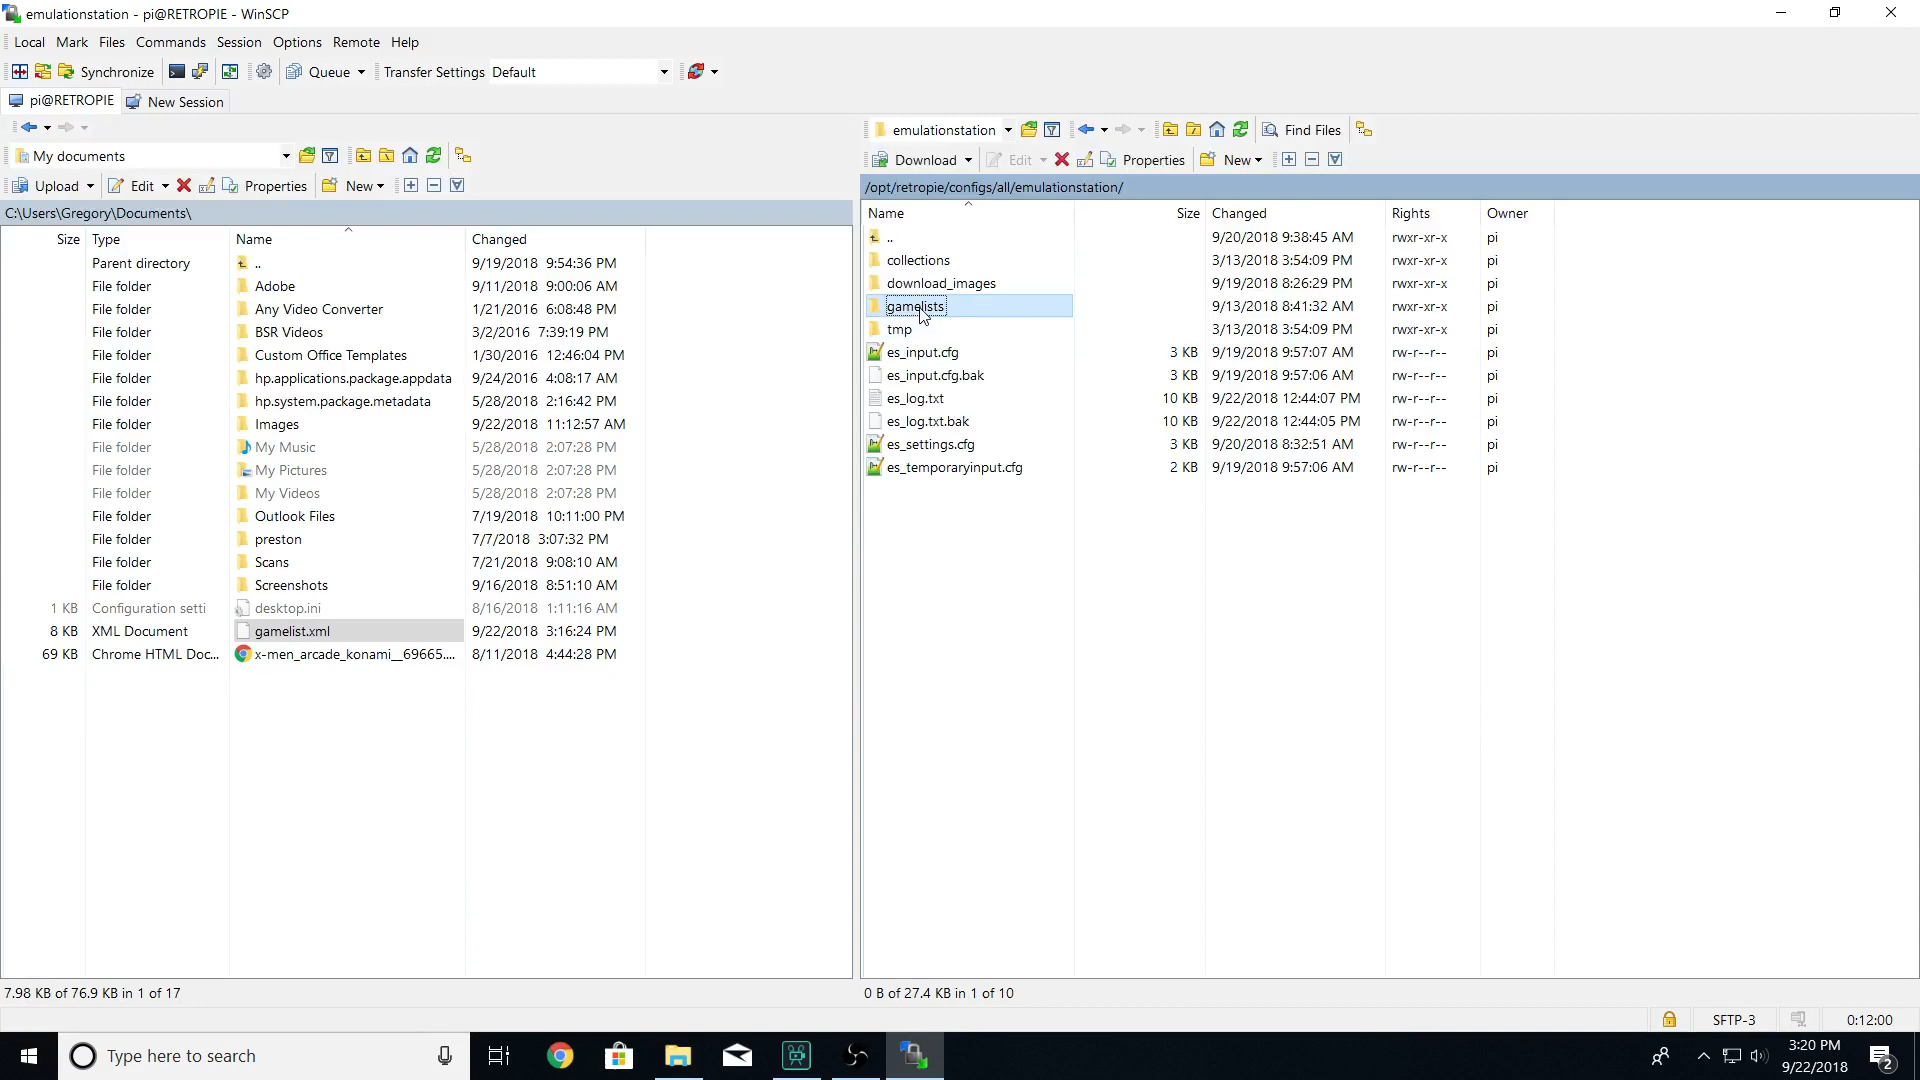 emulationstation - pi@RETROPIE - WinSCP
Local Mark Files Commands Session Options Remote Help
Synchronize Queue Transfer Settings Default
pi@RETROPIE New Session
My documents
Upload Edit Properties New
C:\Users\Gregory\Documents\
Size Type Name Changed
Parent directory .. 9/19/2018 9:54:36 PM
File folder Adobe 9/11/2018 9:00:06 AM
File folder Any Video Converter 1/21/2016 6:08:48 PM
File folder BSR Videos 3/2/2016 7:39:19 PM
File folder Custom Office Templates 1/30/2016 12:46:04 PM
File folder hp.applications.package.appdata 9/24/2016 4:08:17 AM
File folder hp.system.package.metadata 5/28/2018 2:16:42 PM
File folder Images 9/22/2018 11:12:57 AM
File folder My Music 5/28/2018 2:07:28 PM
File folder My Pictures 5/28/2018 2:07:28 PM
File folder My Videos 5/28/2018 2:07:28 PM
File folder Outlook Files 7/19/2018 10:11:00 PM
File folder preston 7/7/2018 3:07:32 PM
File folder Scans 7/21/2018 9:08:10 AM
File folder Screenshots 9/16/2018 8:51:10 AM
1 KB Configuration setti desktop.ini 8/16/2018 1:11:16 AM
8 KB XML Document gamelist.xml 9/22/2018 3:16:24 PM
69 KB Chrome HTML Doc... x-men_arcade_konami__69665.... 8/11/2018 4:44:28 PM
7.98 KB of 76.9 KB in 1 of 17
emulationstation Find Files
Download Edit Properties New
/opt/retropie/configs/all/emulationstation/
Name Size Changed Rights Owner
.. 9/20/2018 9:38:45 AM rwxr-xr-x pi
collections 3/13/2018 3:54:09 PM rwxr-xr-x pi
download_images 9/19/2018 8:26:29 PM rwxr-xr-x pi
gamelists 9/13/2018 8:41:32 AM rwxr-xr-x pi
tmp 3/13/2018 3:54:09 PM rwxr-xr-x pi
es_input.cfg 3 KB 9/19/2018 9:57:07 AM rw-r--r-- pi
es_input.cfg.bak 3 KB 9/19/2018 9:57:06 AM rw-r--r-- pi
es_log.txt 10 KB 9/22/2018 12:44:07 PM rw-r--r-- pi
es_log.txt.bak 10 KB 9/22/2018 12:44:05 PM rw-r--r-- pi
es_settings.cfg 3 KB 9/20/2018 8:32:51 AM rw-r--r-- pi
es_temporaryinput.cfg 2 KB 9/19/2018 9:57:06 AM rw-r--r-- pi
0 B of 27.4 KB in 1 of 10
SFTP-3 0:12:00
Type here to search
3:20 PM
9/22/2018
2